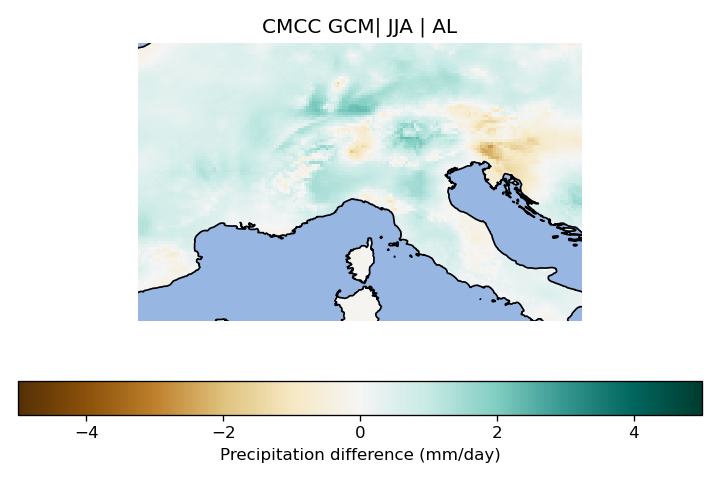 CMCC GCM| JJA | AL
−4 −2 0 2 4
Precipitation difference (mm/day)